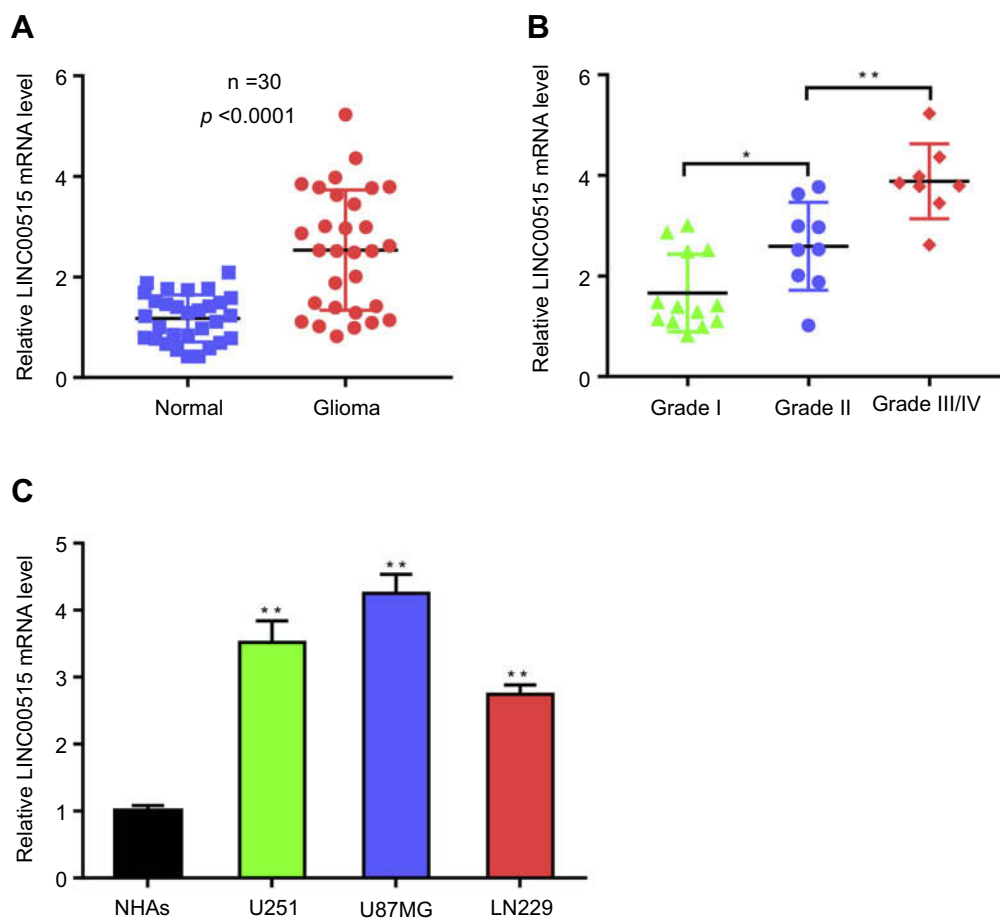 A
Relative LINC00515 mRNA level
6
4
2
0
n =30
p <0.0001
Normal
Glioma
B
Relative LINC00515 mRNA level
6
4
2
0
*
**
Grade I
Grade II
Grade III/IV
C
Relative LINC00515 mRNA level
5
4
3
2
1
0
**
**
**
NHAs
U251
U87MG
LN229